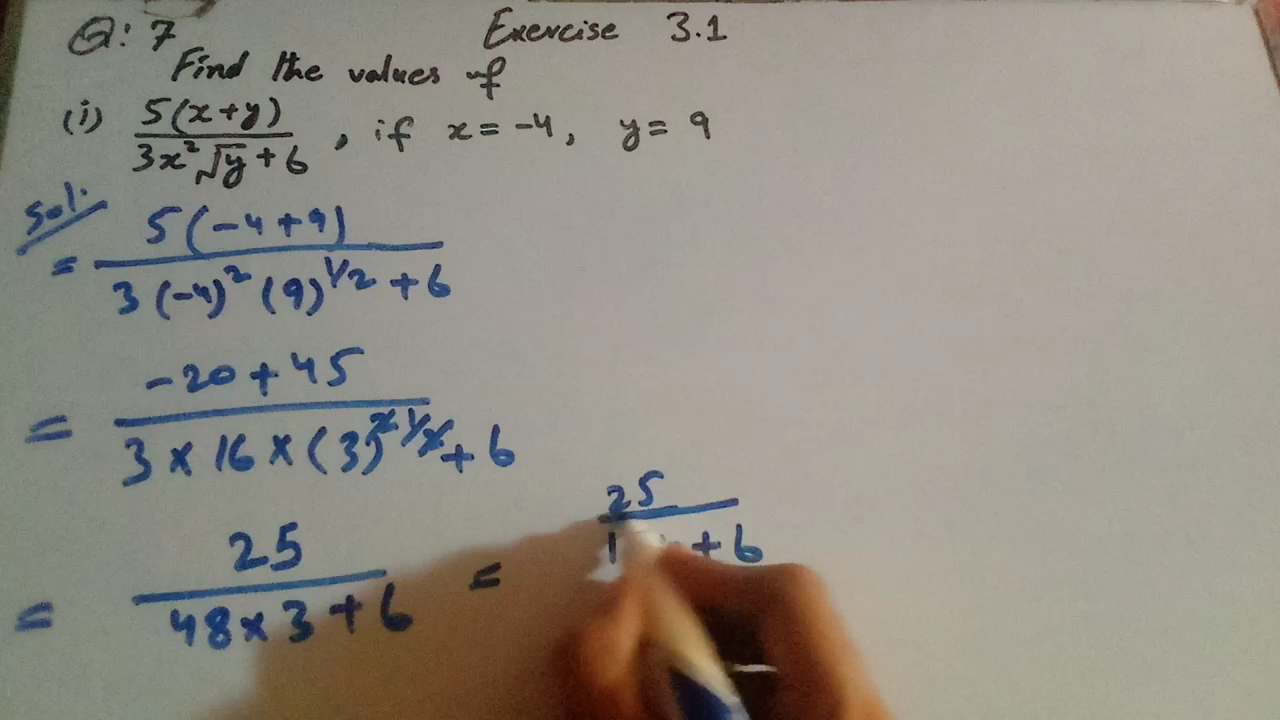 Q: 7 Exercise 3.1
Find the values of
(i) 5(x+y) / 3x²√y + 6 , if x = -4, y = 9
Sol:
= 5(-4+9) / 3(-4)² (9)^1/2 + 6
= -20 + 45 / 3 × 16 × (3)^2×1/2 + 6
= 25 / 48 × 3 + 6 = 25 / + 6